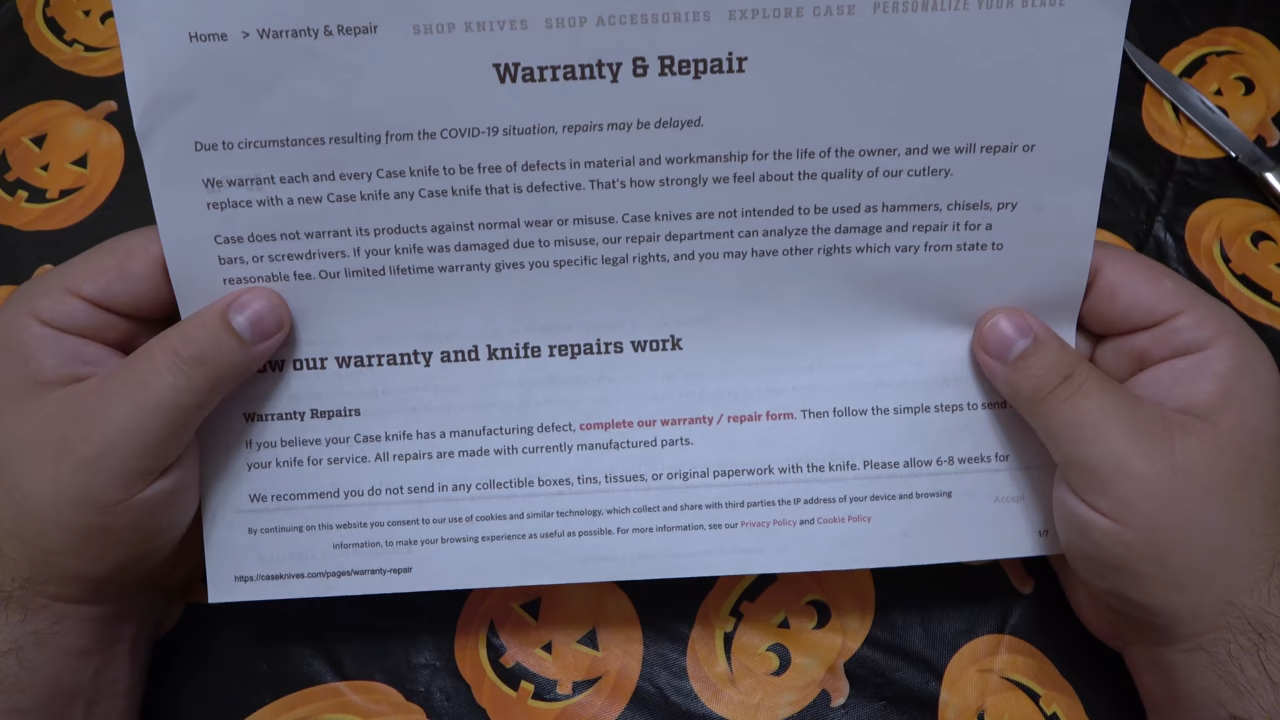 SHOP KNIVES SHOP ACCESSORIES EXPLORE CASE PERSONALIZE YOUR BLADE
Home > Warranty & Repair
Warranty & Repair
Due to circumstances resulting from the COVID-19 situation, repairs may be delayed.
We warrant each and every Case knife to be free of defects in material and workmanship for the life of the owner, and we will repair or
replace with a new Case knife any Case knife that is defective. That's how strongly we feel about the quality of our cutlery.
Case does not warrant its products against normal wear or misuse. Case knives are not intended to be used as hammers, chisels, pry
bars, or screwdrivers. If your knife was damaged due to misuse, our repair department can analyze the damage and repair it for a
reasonable fee. Our limited lifetime warranty gives you specific legal rights, and you may have other rights which vary from state to
ow our warranty and knife repairs work
Warranty Repairs
If you believe your Case knife has a manufacturing defect, complete our warranty / repair form. Then follow the simple steps to send
your knife for service. All repairs are made with currently manufactured parts.
We recommend you do not send in any collectible boxes, tins, tissues, or original paperwork with the knife. Please allow 6-8 weeks for
By continuing on this website you consent to our use of cookies and similar technology, which collect and share with third parties the IP address of your device and browsing
information, to make your browsing experience as useful as possible. For more information, see our Privacy Policy and Cookie Policy
Accept
1/7
https://caseknives.com/pages/warranty-repair